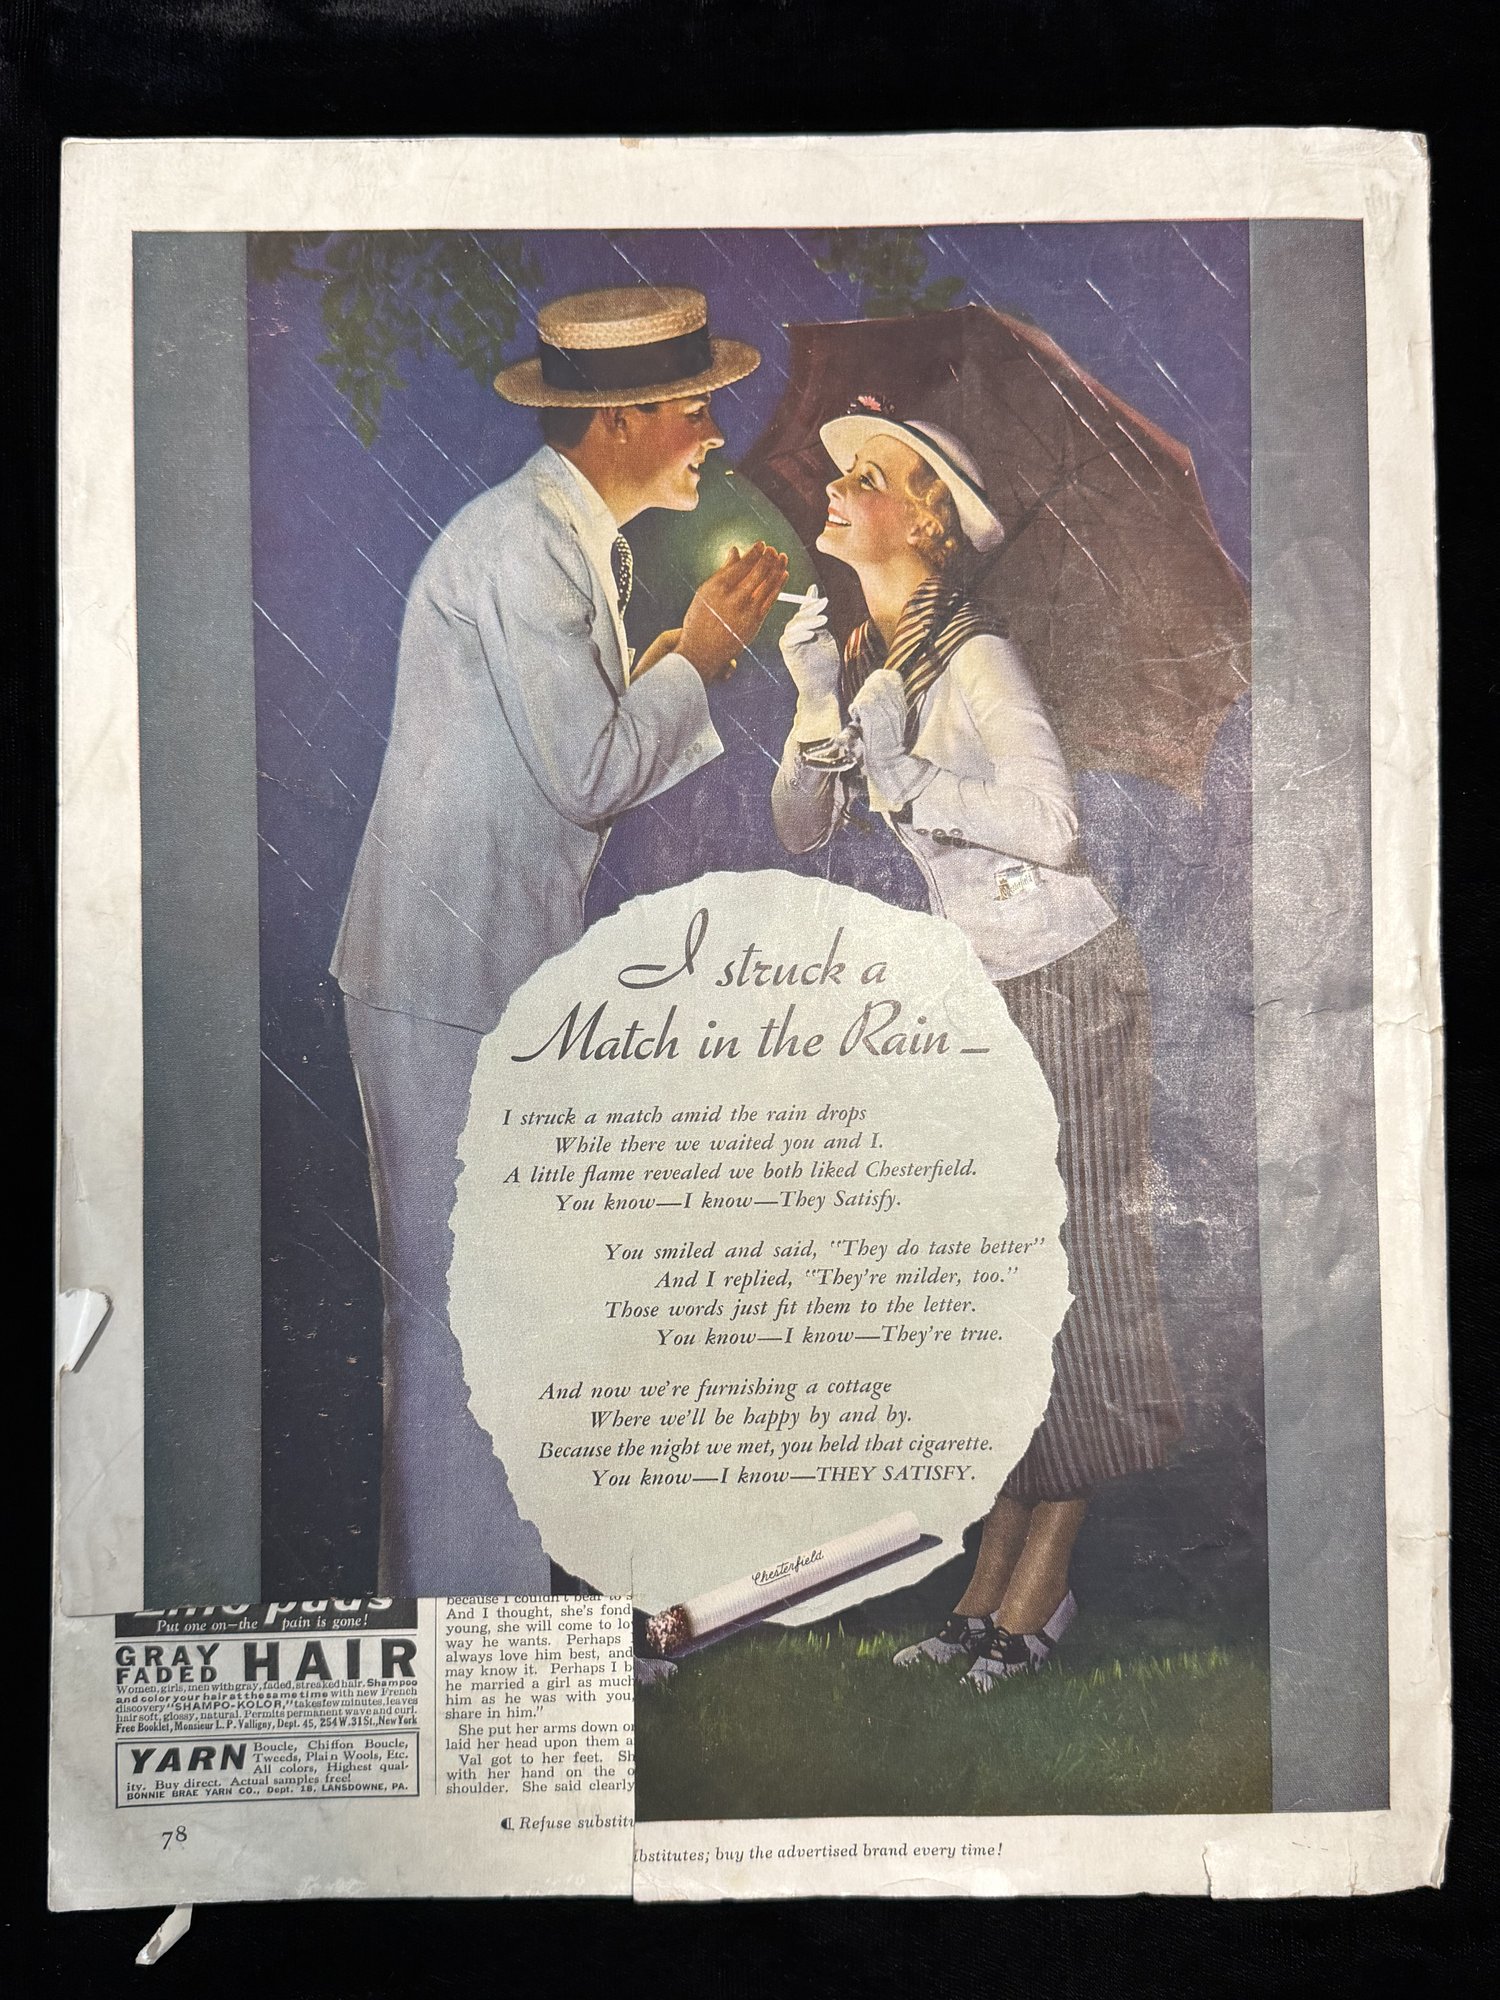 I struck a
Match in the Rain —
I struck a match amid the rain drops
While there we waited you and I.
A little flame revealed we both liked Chesterfield.
You know—I know—They Satisfy.
You smiled and said, "They do taste better"
And I replied, "They're milder, too."
Those words just fit them to the letter.
You know—I know—They're true.
And now we're furnishing a cottage
Where we'll be happy by and by.
Because the night we met, you held that cigarette.
You know—I know—THEY SATISFY.
Chesterfield
Put one on—the pain is gone!
GRAY
FADED HAIR
Women, girls, men with gray, faded, streaked hair. Shampoo
and color your hair at the same time with new French
discovery "SHAMPO-KOLOR," takes few minutes, leaves
hair soft, glossy, natural. Permits permanent wave and curl.
Free Booklet, Monsieur L. P. Valligny, Dept. 45, 254 W. 31 St., New York
YARN Boucle, Chiffon Boucle,
Tweeds, Plain Wools, Etc.
All colors, Highest qual-
ity. Buy direct. Actual samples free!
BONNIE BRAE YARN CO., Dept. 18, LANSDOWNE, PA.
because I couldn't bear to s
And I thought, she's fond
young, she will come to lo
way he wants. Perhaps
always love him best, and
may know it. Perhaps I b
he married a girl as much
him as he was with you,
share in him."
She put her arms down o
laid her head upon them a
Val got to her feet. Sh
with her hand on the o
shoulder. She said clearly
78
Refuse substitu
bstitutes; buy the advertised brand every time!